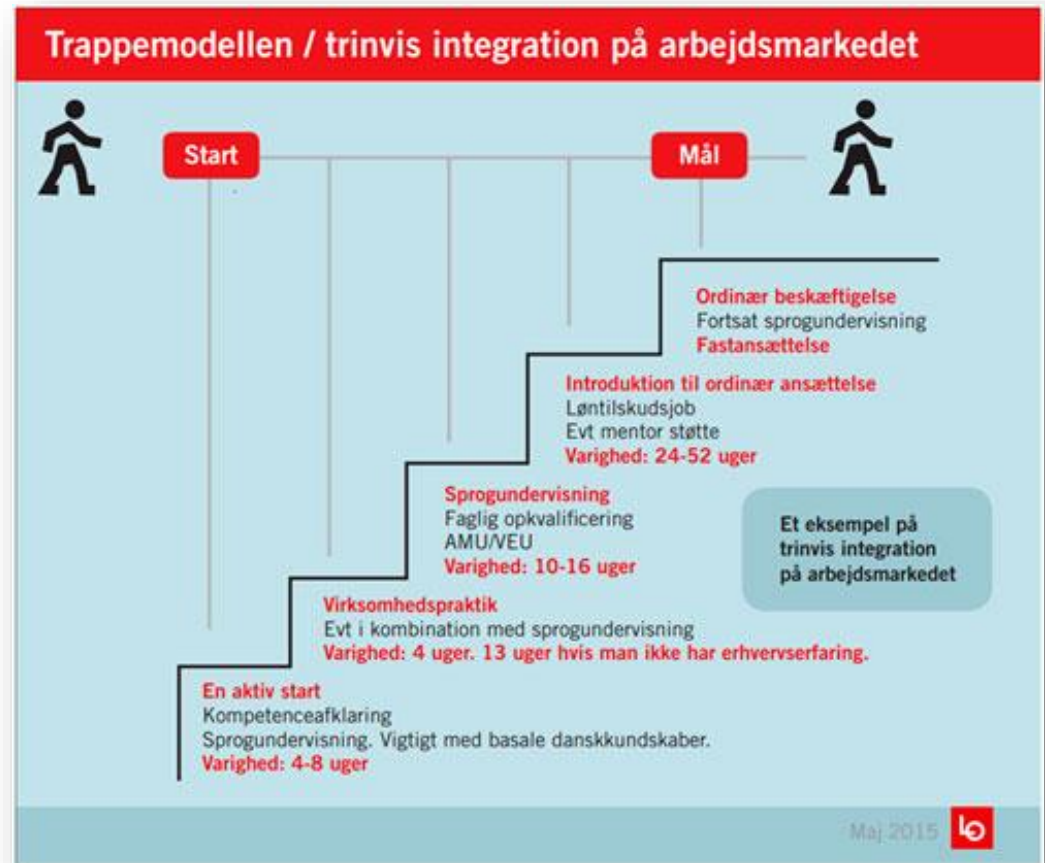 Trappemodellen / trinvis integration på arbejdsmarkedet
Start
Mål
Ordinær beskæftigelse
Fortsat sprogundervisning
Fastansættelse
Introduktion til ordinær ansættelse
Løntilskudsjob
Evt mentor støtte
Varighed: 24-52 uger
Sprogundervisning
Faglig opkvalificering
AMU/VEU
Varighed: 10-16 uger
Et eksempel på
trinvis integration
på arbejdsmarkedet
Virksomhedspraktik
Evt i kombination med sprogundervisning
Varighed: 4 uger. 13 uger hvis man ikke har erhvervserfaring.
En aktiv start
Kompetenceafklaring
Sprogundervisning. Vigtigt med basale danskkundskaber.
Varighed: 4-8 uger
Maj 2015
LO